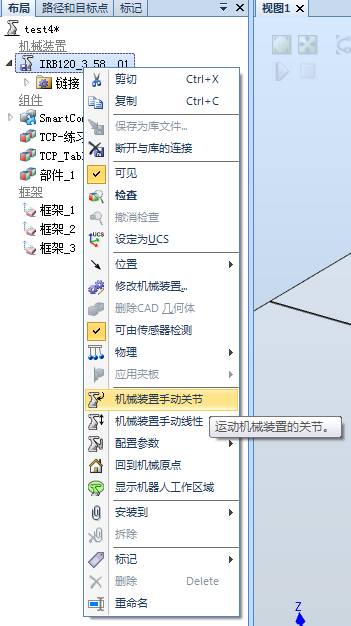 布局 路径和目标点 标记
视图1
test4*
机械装置
IRB120_3_58__01
链接
组件
SmartCom
TCP-练习
TCP_Tabl
部件_1
框架
框架_1
框架_2
框架_3
剪切 Ctrl+X
复制 Ctrl+C
保存为库文件...
断开与库的连接
可见
检查
撤消检查
UCS 设定为UCS
位置
修改机械装置...
删除CAD 几何体
可由传感器检测
物理
应用夹板
机械装置手动关节
机械装置手动线性
运动机械装置的关节。
配置参数
回到机械原点
显示机器人工作区域
安装到
拆除
标记
删除 Delete
重命名
Z